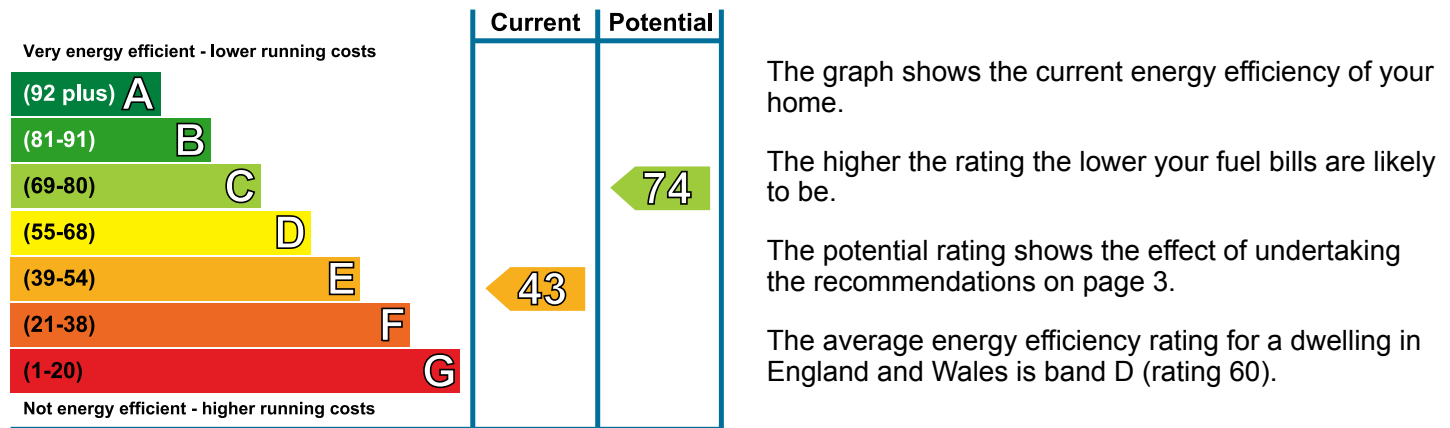 Current Potential
Very energy efficient - lower running costs
(92 plus) A
(81-91) B
(69-80) C
74
(55-68) D
(39-54) E
43
(21-38) F
(1-20) G
Not energy efficient - higher running costs
The graph shows the current energy efficiency of your
home.
The higher the rating the lower your fuel bills are likely
to be.
The potential rating shows the effect of undertaking
the recommendations on page 3.
The average energy efficiency rating for a dwelling in
England and Wales is band D (rating 60).